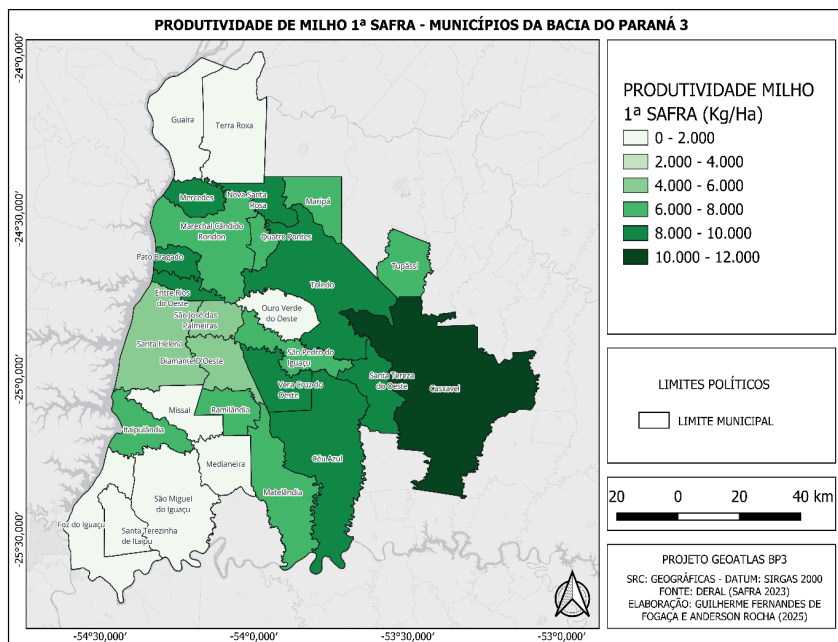 PRODUTIVIDADE DE MILHO 1ª SAFRA - MUNICÍPIOS DA BACIA DO PARANÁ 3
-24°0,000'
-24°30,000'
-25°0,000'
-25°30,000'
Guaira
Terra Roxa
Mercedes
Nova Santa
Rosa
Maripá
Marechal Cândido
Rondon
Quatro Pontes
Pato Bragado
Toledo
Tupãssi
Entre Rios
do Oeste
Ouro Verde
do Oeste
São José das
Palmeiras
Santa Helena
São Pedro do
Iguaçu
Diamante D'Oeste
Santa Tereza
do Oeste
Cascavel
Vera Cruz do
Oeste
Missal
Ramilândia
Itaipulândia
Céu Azul
Medianeira
Matelândia
São Miguel
do Iguaçu
Foz do Iguaçu
Santa Terezinha
de Itaipu
-54°30,000'
-54°0,000'
-53°30,000'
-53°0,000'
PRODUTIVIDADE MILHO
1ª SAFRA (Kg/Ha)
0 - 2.000
2.000 - 4.000
4.000 - 6.000
6.000 - 8.000
8.000 - 10.000
10.000 - 12.000
LIMITES POLÍTICOS
LIMITE MUNICIPAL
20 0 20 40 km
PROJETO GEOATLAS BP3
SRC: GEOGRÁFICAS - DATUM: SIRGAS 2000
FONTE: DERAL (SAFRA 2023)
ELABORAÇÃO: GUILHERME FERNANDES DE
FOGAÇA E ANDERSON ROCHA (2025)